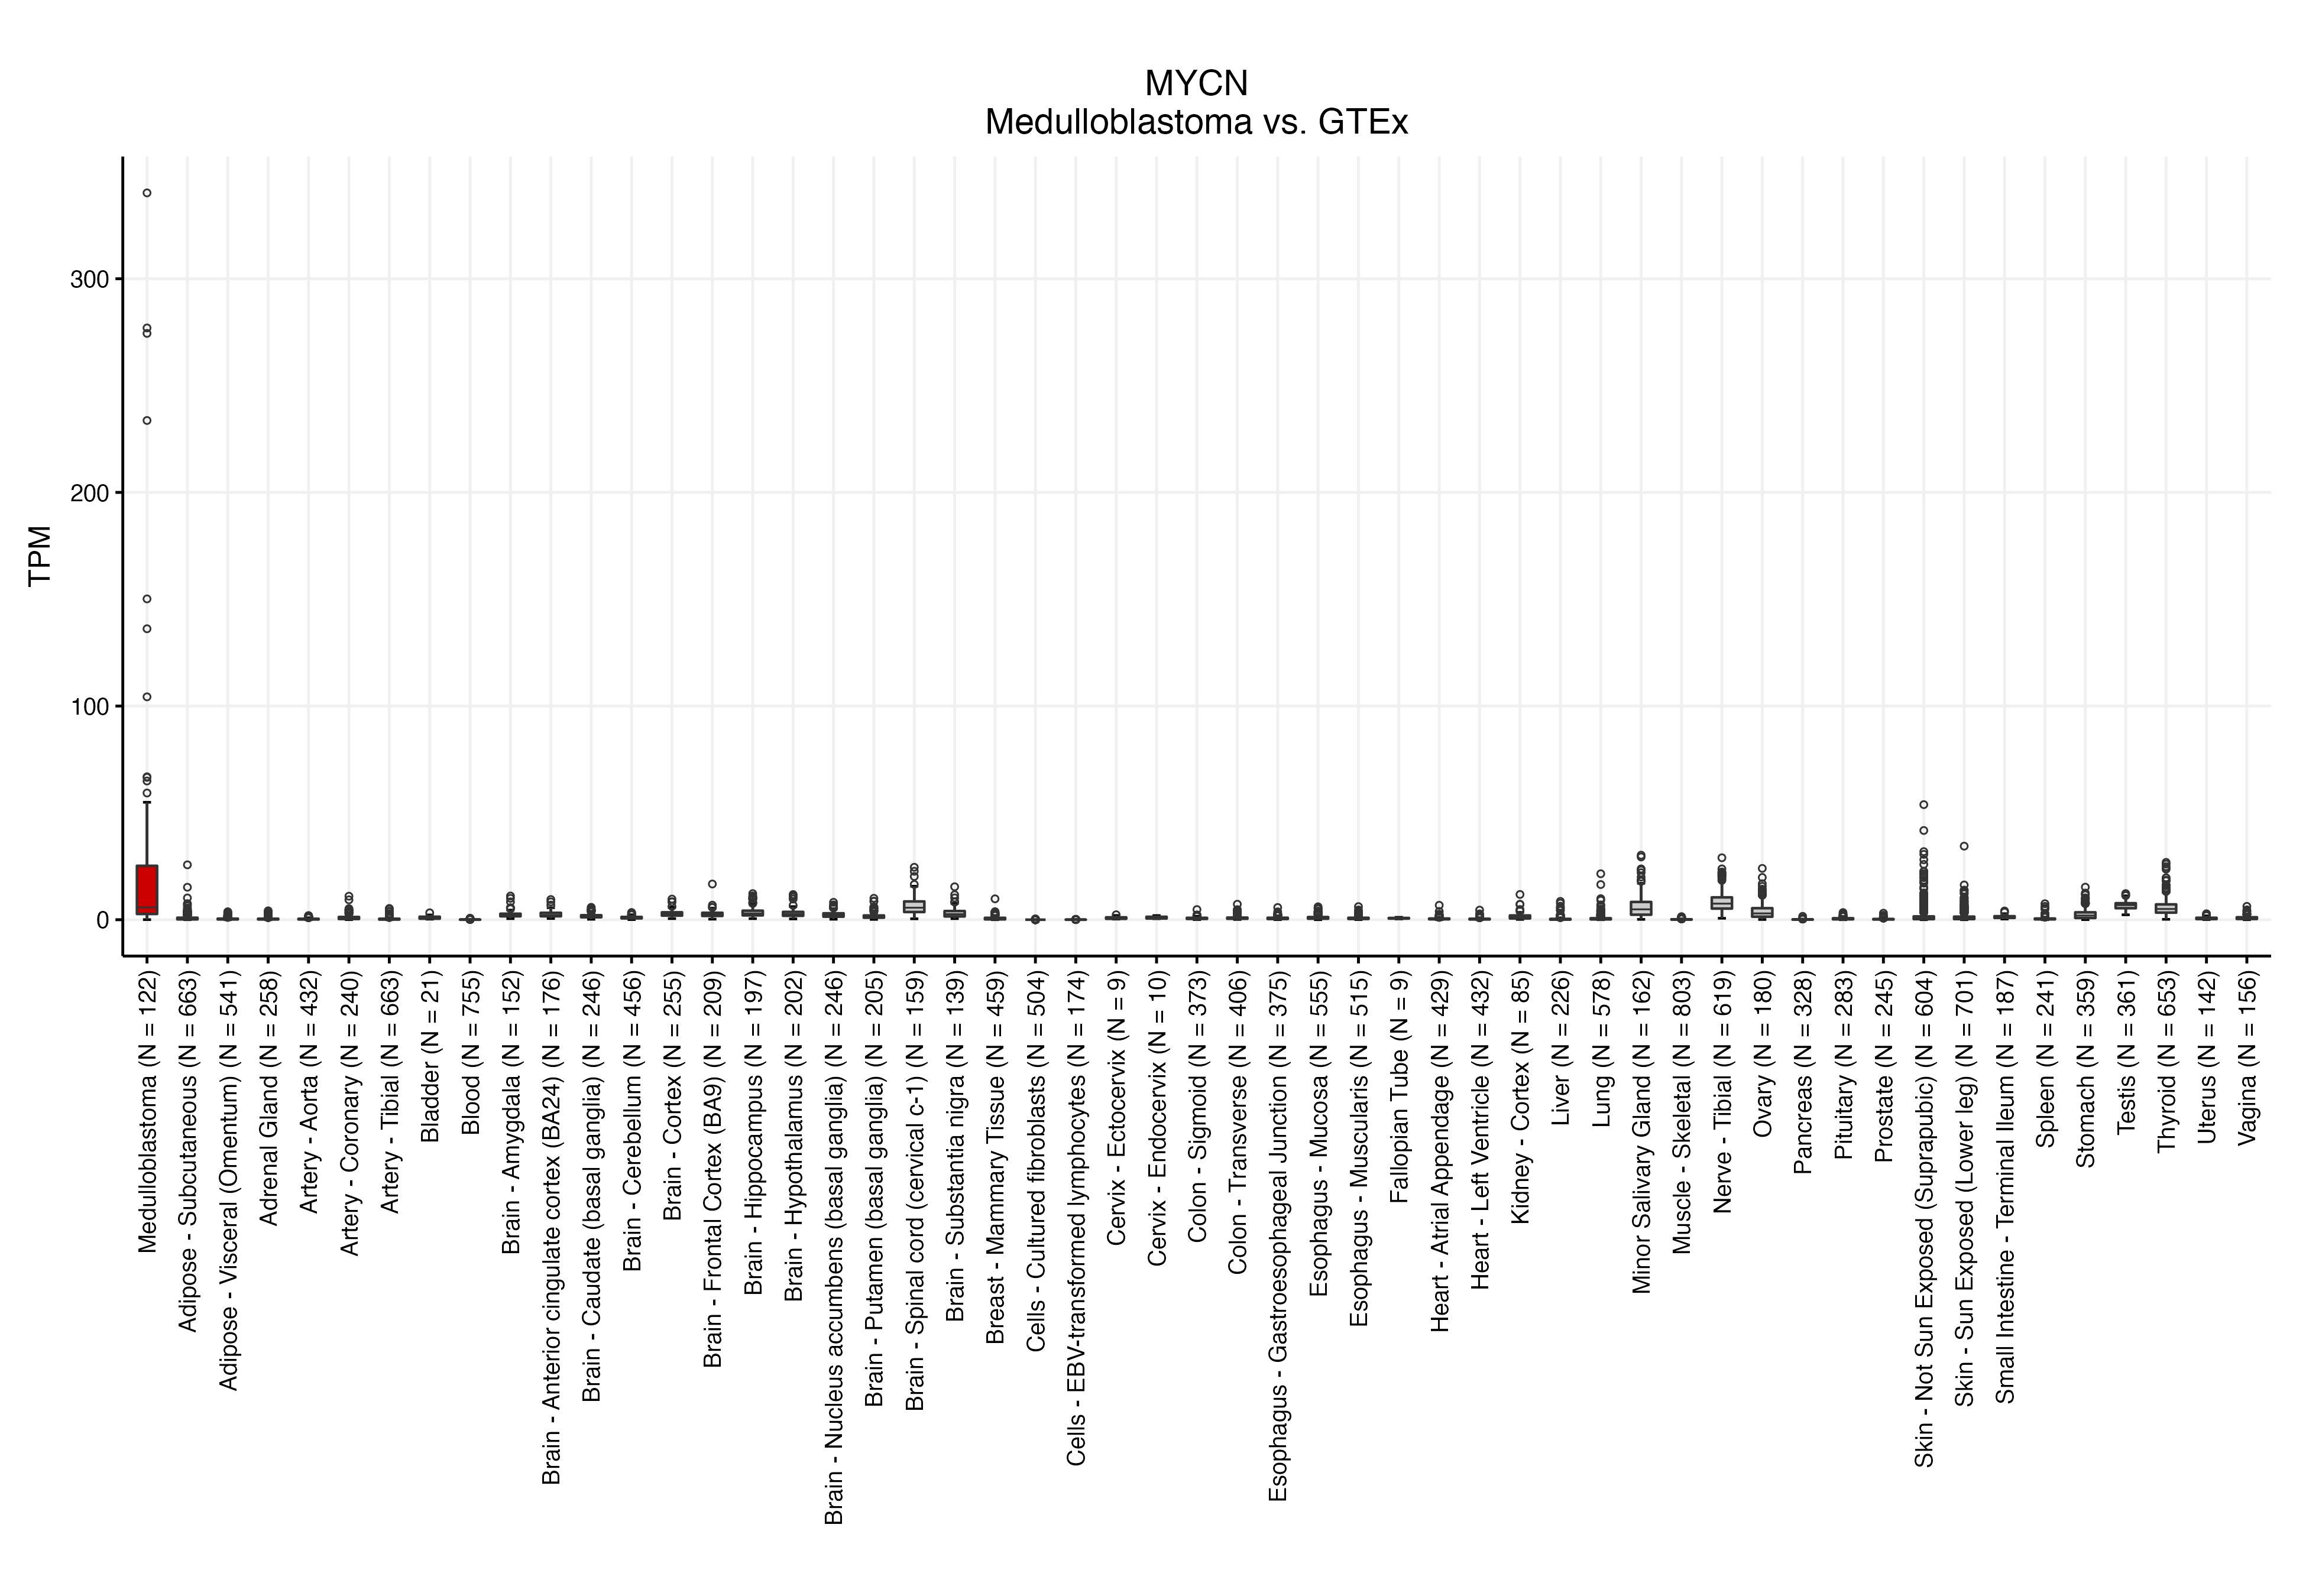 MYCN
Medulloblastoma vs. GTEx
TPM
300
200
100
0
Medulloblastoma (N = 122)
Adipose - Subcutaneous (N = 663)
Adipose - Visceral (Omentum) (N = 541)
Adrenal Gland (N = 258)
Artery - Aorta (N = 432)
Artery - Coronary (N = 240)
Artery - Tibial (N = 663)
Bladder (N = 21)
Blood (N = 755)
Brain - Amygdala (N = 152)
Brain - Anterior cingulate cortex (BA24) (N = 176)
Brain - Caudate (basal ganglia) (N = 246)
Brain - Cerebellum (N = 456)
Brain - Cortex (N = 255)
Brain - Frontal Cortex (BA9) (N = 209)
Brain - Hippocampus (N = 197)
Brain - Hypothalamus (N = 202)
Brain - Nucleus accumbens (basal ganglia) (N = 246)
Brain - Putamen (basal ganglia) (N = 205)
Brain - Spinal cord (cervical c-1) (N = 159)
Brain - Substantia nigra (N = 139)
Breast - Mammary Tissue (N = 459)
Cells - Cultured fibroblasts (N = 504)
Cells - EBV-transformed lymphocytes (N = 174)
Cervix - Ectocervix (N = 9)
Cervix - Endocervix (N = 10)
Colon - Sigmoid (N = 373)
Colon - Transverse (N = 406)
Esophagus - Gastroesophageal Junction (N = 375)
Esophagus - Mucosa (N = 555)
Esophagus - Muscularis (N = 515)
Fallopian Tube (N = 9)
Heart - Atrial Appendage (N = 429)
Heart - Left Ventricle (N = 432)
Kidney - Cortex (N = 85)
Liver (N = 226)
Lung (N = 578)
Minor Salivary Gland (N = 162)
Muscle - Skeletal (N = 803)
Nerve - Tibial (N = 619)
Ovary (N = 180)
Pancreas (N = 328)
Pituitary (N = 283)
Prostate (N = 245)
Skin - Not Sun Exposed (Suprapubic) (N = 604)
Skin - Sun Exposed (Lower leg) (N = 701)
Small Intestine - Terminal Ileum (N = 187)
Spleen (N = 241)
Stomach (N = 359)
Testis (N = 361)
Thyroid (N = 653)
Uterus (N = 142)
Vagina (N = 156)